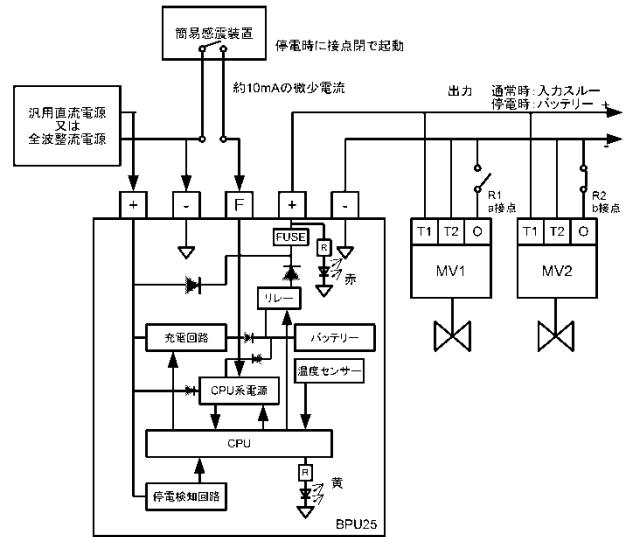 簡易感震装置
停電時に接点閉で起動
約10mAの微少電流
汎用直流電源
又は
全波整流電源
出力 通常時:入力スルー
停電時:バッテリー +
-
+
-
F
+
-
R1
a接点
R2
b接点
T1 T2 O
MV1
T1 T2 O
MV2
FUSE
R
赤
リレー
充電回路
バッテリー
温度センサー
CPU系電源
CPU
R
黄
停電検知回路
BPU25